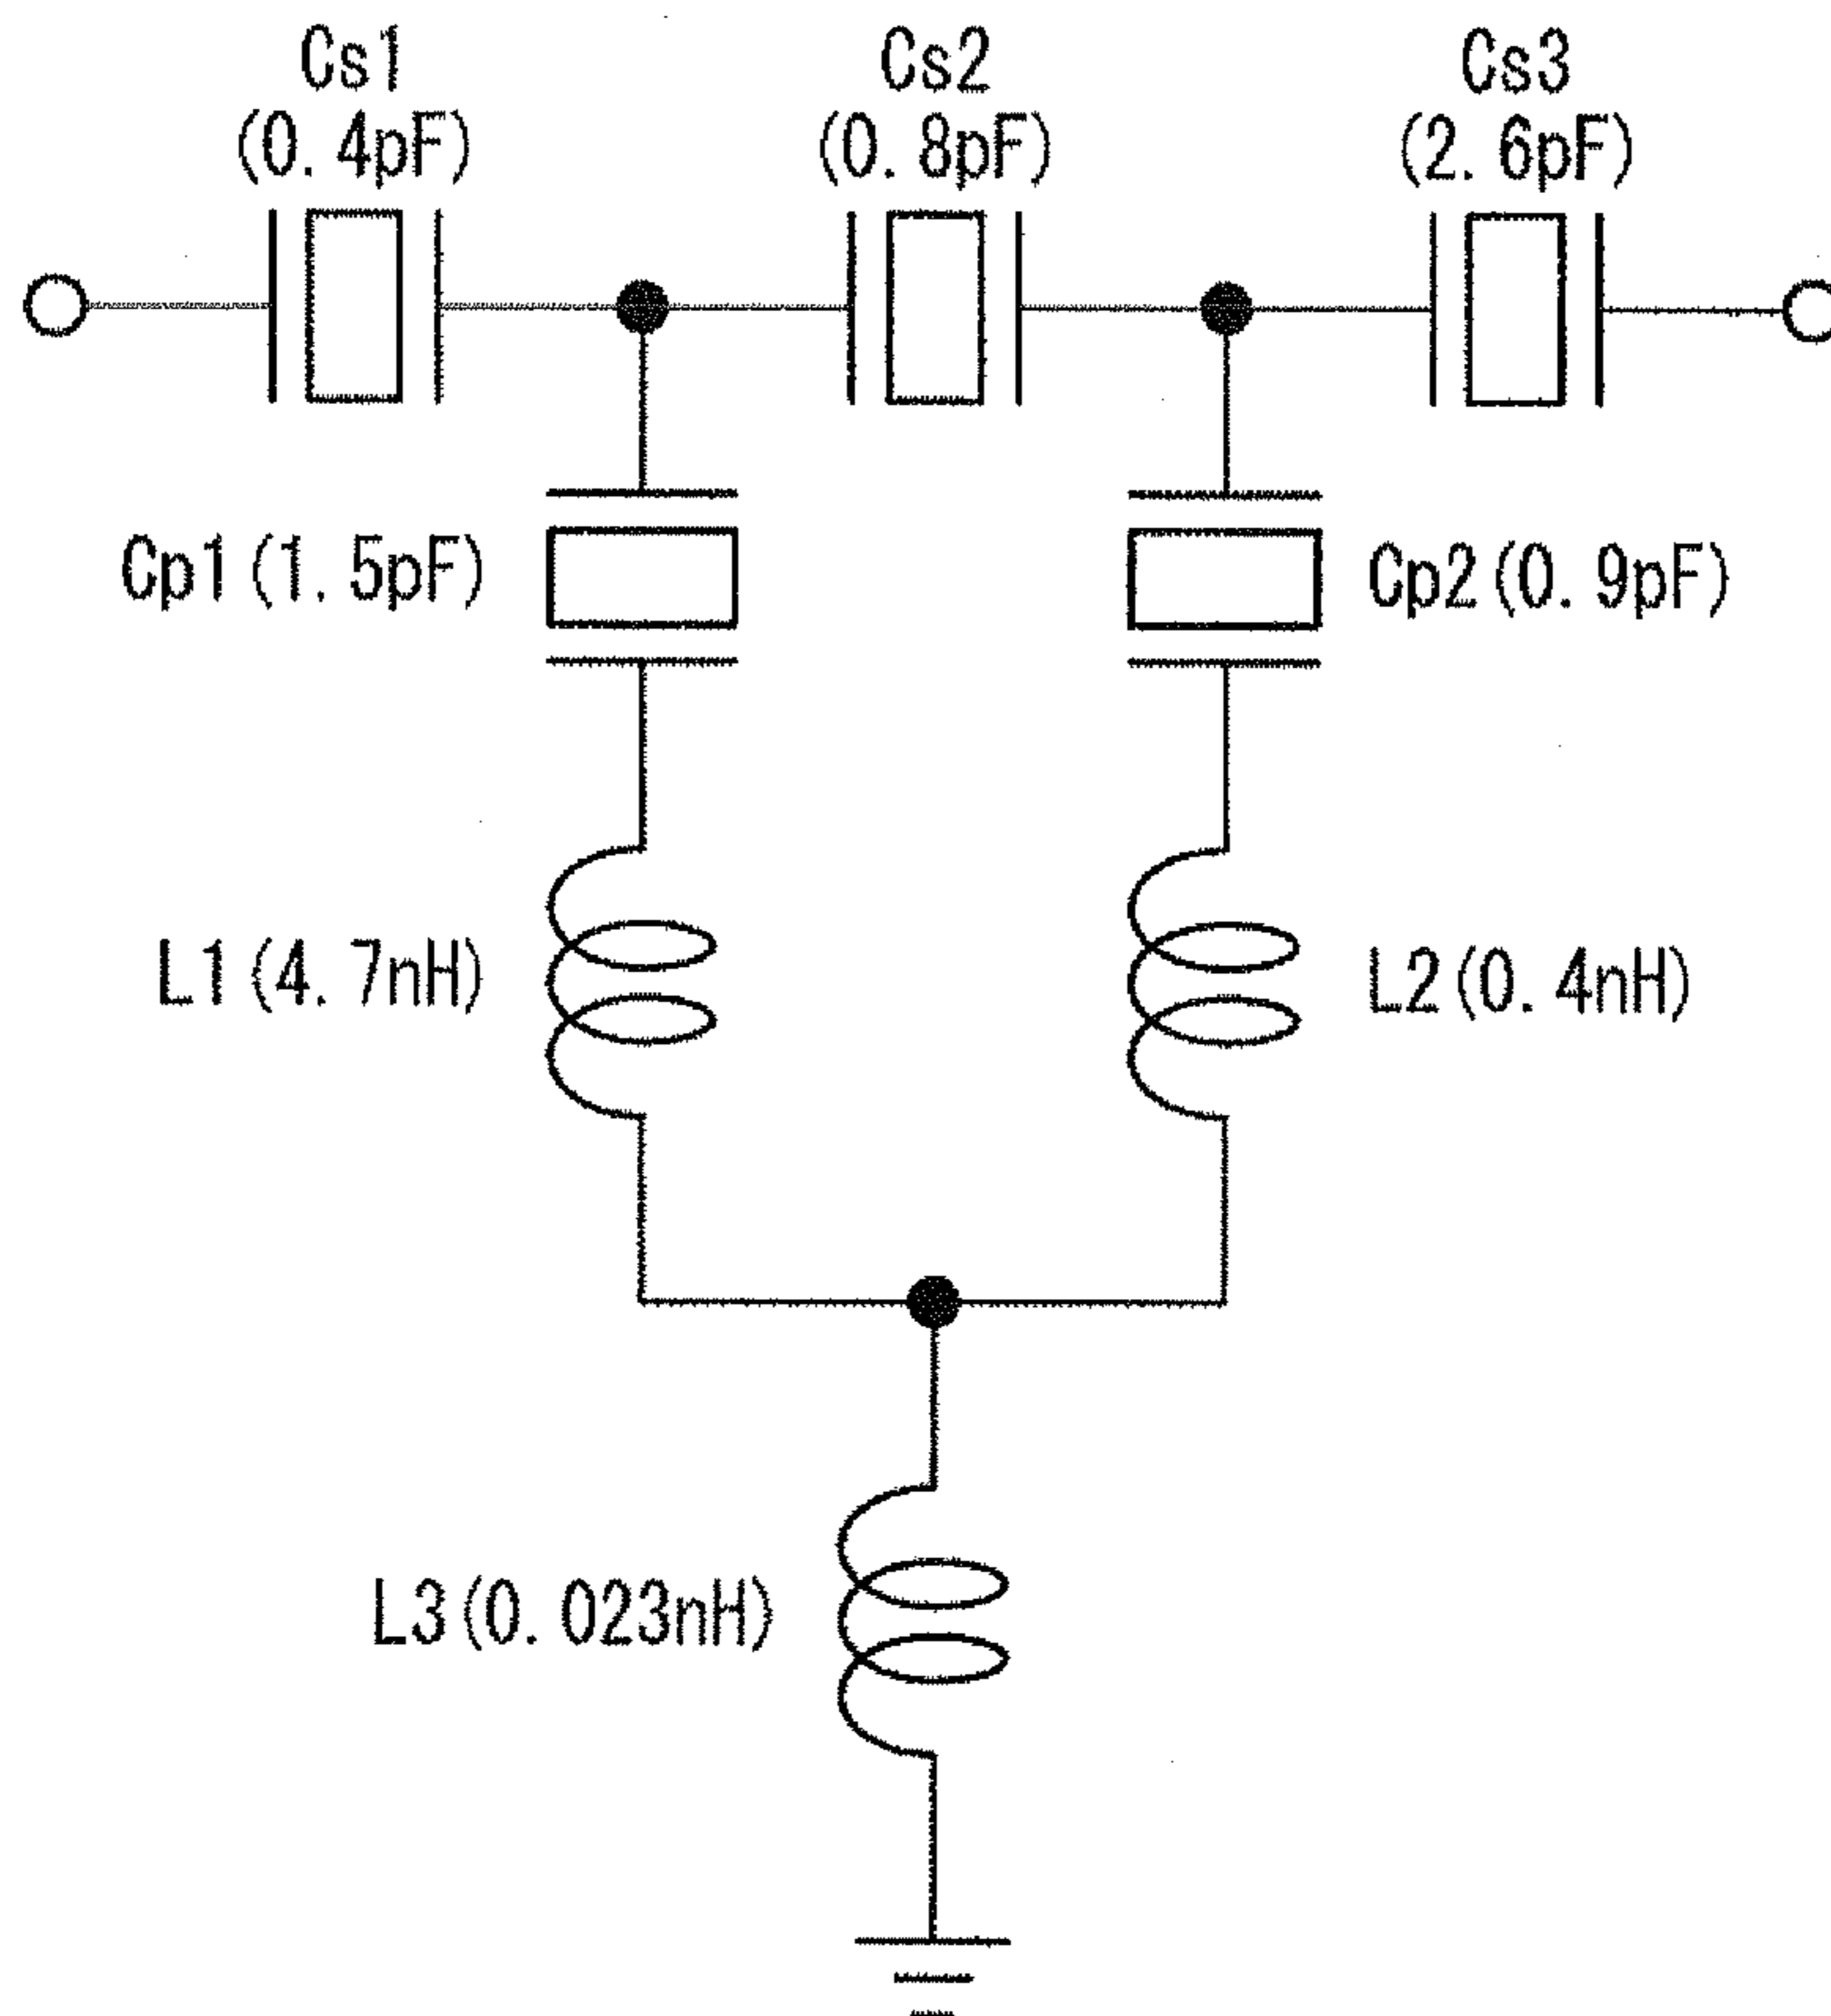 Cs1
(0. 4pF)
Cs2
(0. 8pF)
Cs3
(2. 6pF)
Cp1 (1. 5pF)
Cp2 (0. 9pF)
L1 (4. 7nH)
L2 (0. 4nH)
L3 (0. 023nH)